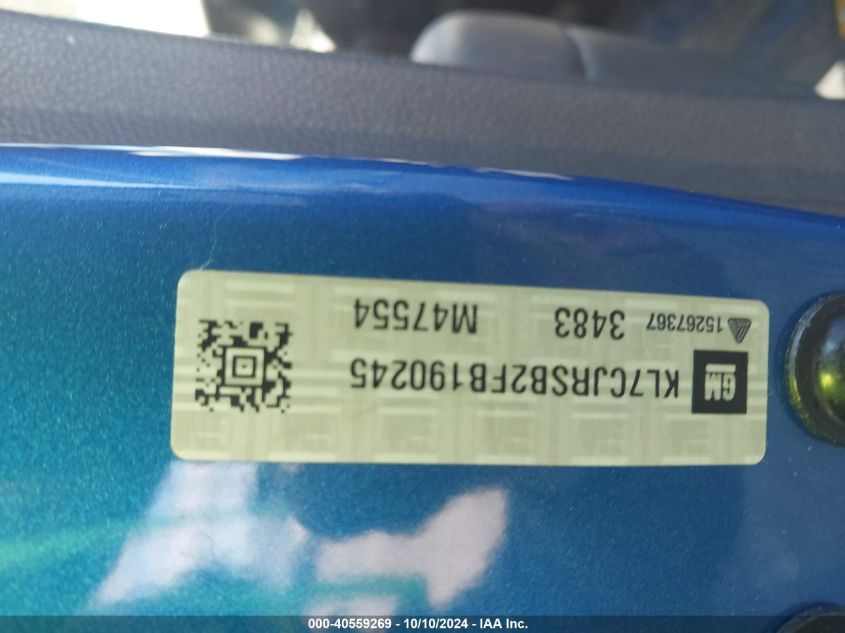 GM KL7CJRSB2FB190245
15267367 3483 M47554
000-40559269 - 10/10/2024 - IAA Inc.